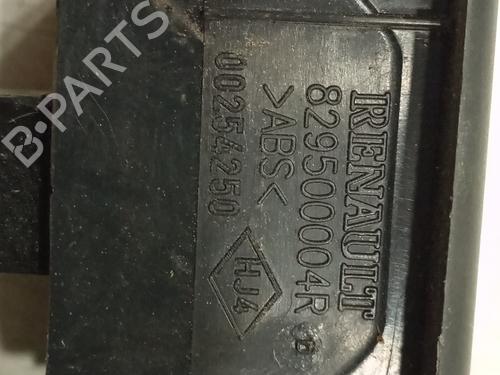 RENAULT
829500004R
>ABS<
00254250
HJ4
B-PARTS